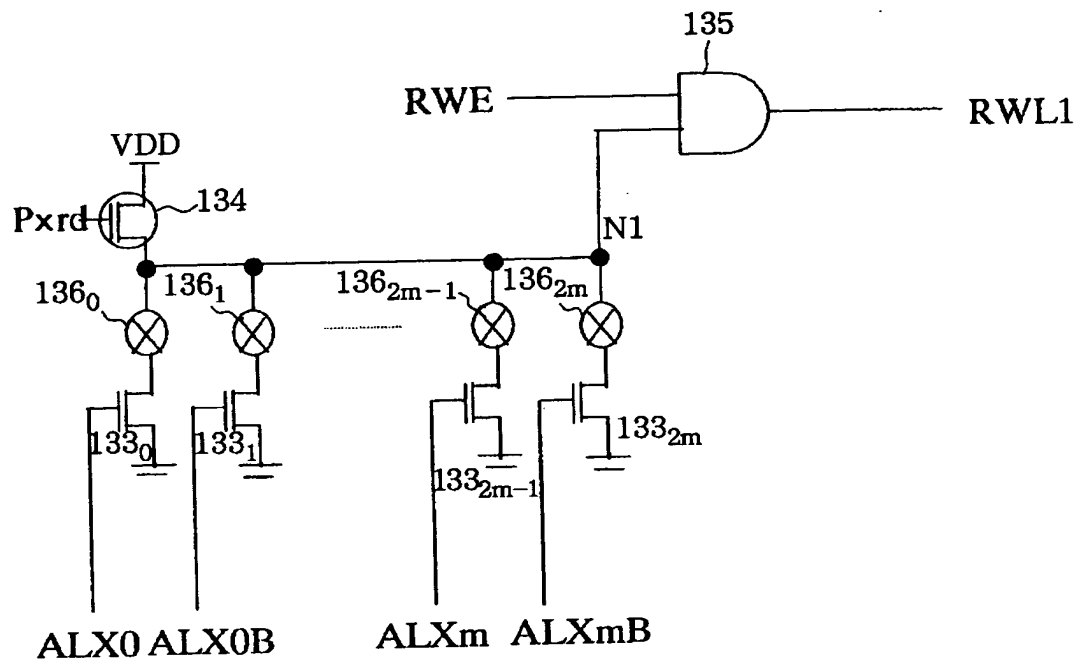 135
RWE
RWL1
VDD
Pxrd
134
N1
136₀
136₁
136₂ₘ₋₁
136₂ₘ
133₀
133₁
133₂ₘ₋₁
133₂ₘ
ALX0
ALX0B
ALXm
ALXmB